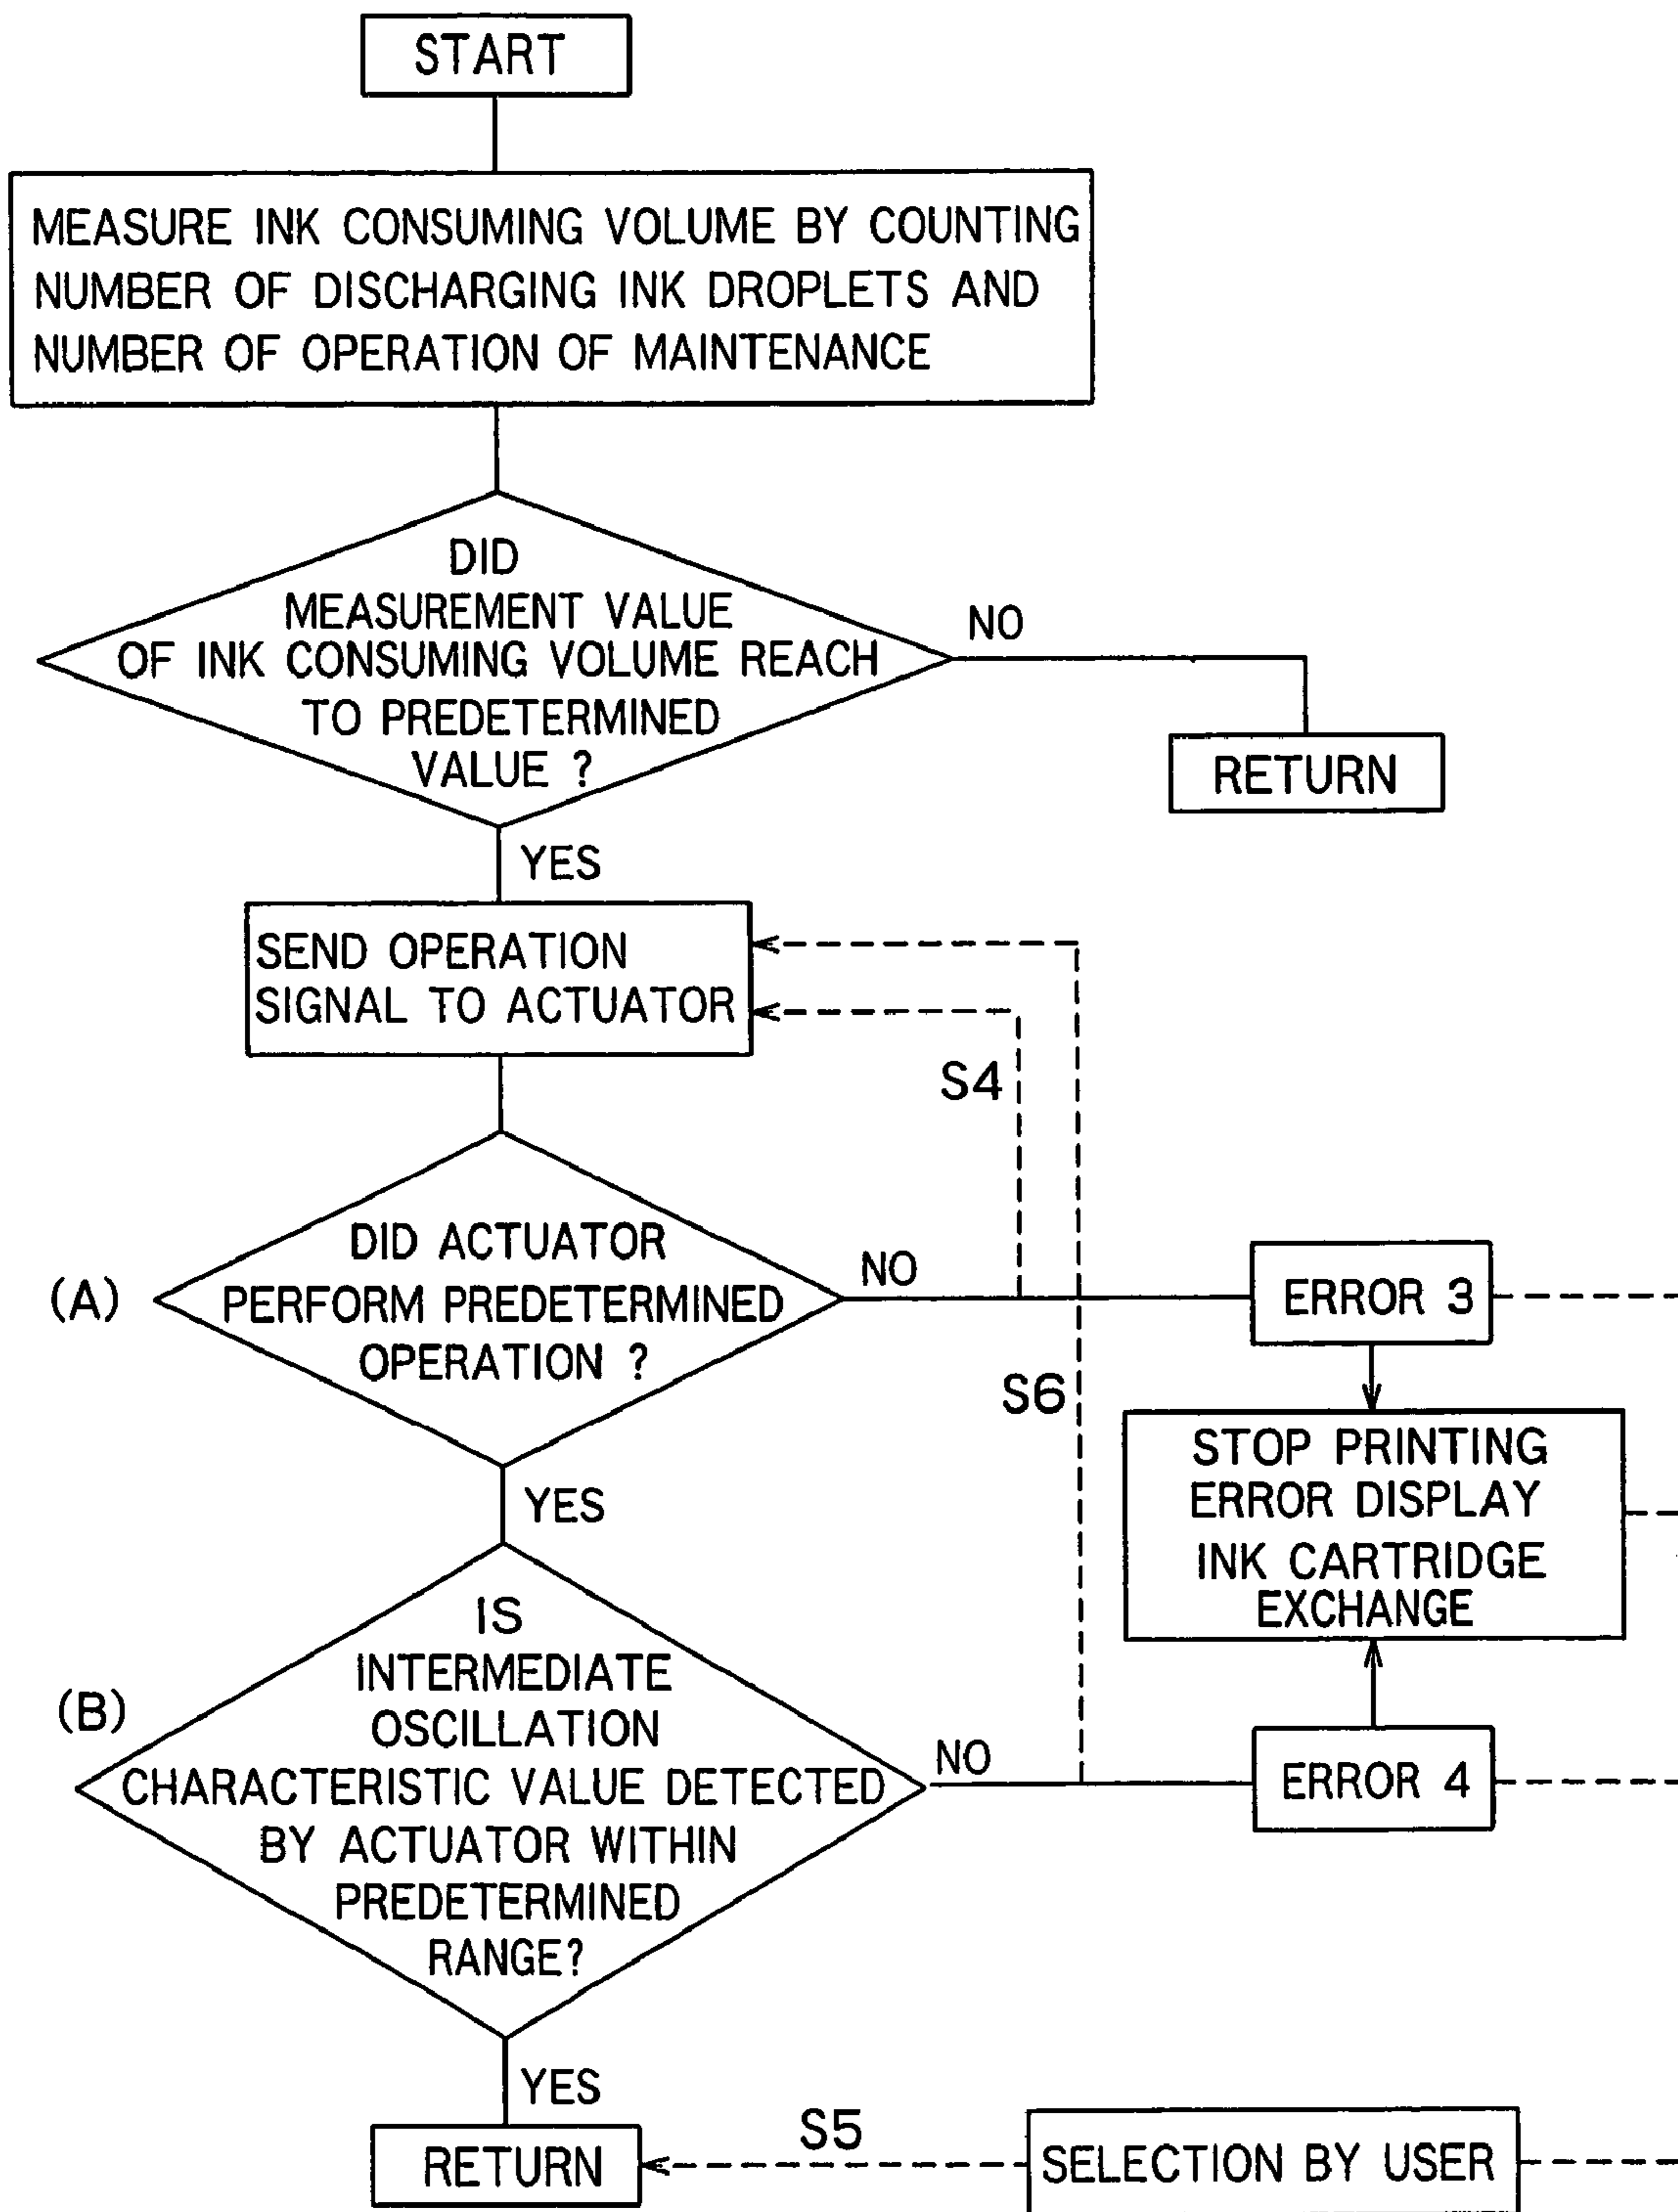 START
MEASURE INK CONSUMING VOLUME BY COUNTING
NUMBER OF DISCHARGING INK DROPLETS AND
NUMBER OF OPERATION OF MAINTENANCE
DID
MEASUREMENT VALUE
OF INK CONSUMING VOLUME REACH
TO PREDETERMINED
VALUE ?
NO
RETURN
YES
SEND OPERATION
SIGNAL TO ACTUATOR
S4
(A)
DID ACTUATOR
PERFORM PREDETERMINED
OPERATION ?
NO
ERROR 3
S6
STOP PRINTING
ERROR DISPLAY
INK CARTRIDGE
EXCHANGE
YES
(B)
IS
INTERMEDIATE
OSCILLATION
CHARACTERISTIC VALUE DETECTED
BY ACTUATOR WITHIN
PREDETERMINED
RANGE?
NO
ERROR 4
YES
RETURN
S5
SELECTION BY USER